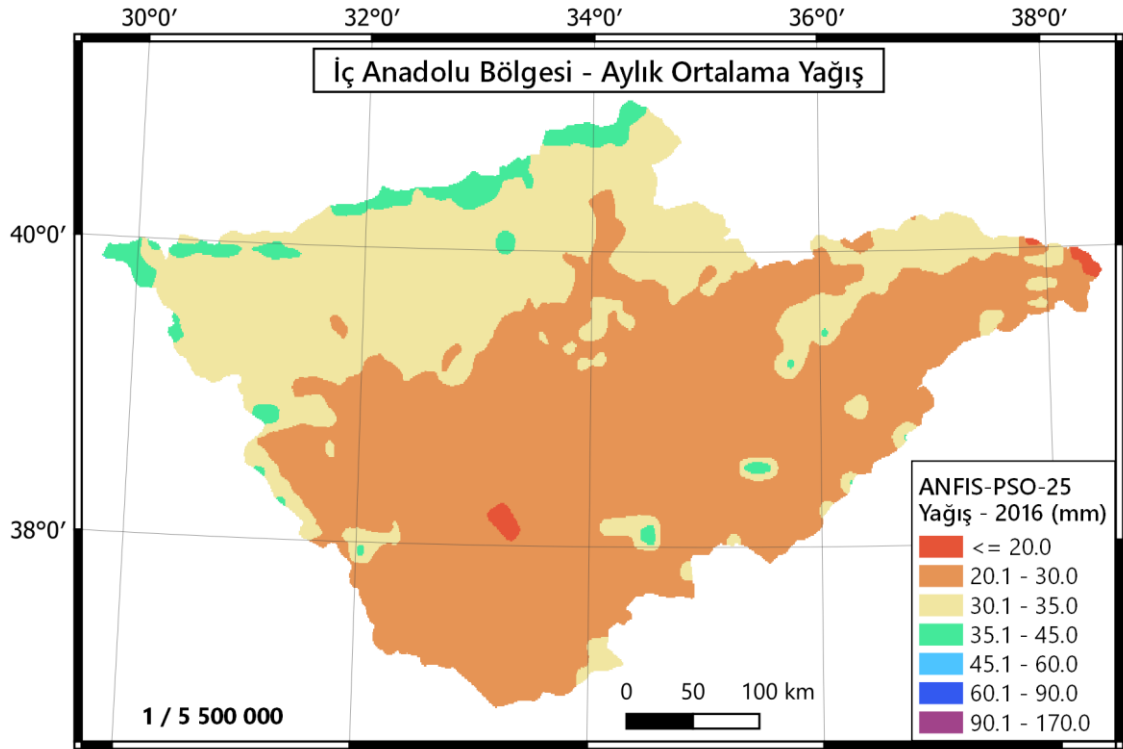 30°0′ 32°0′ 34°0′ 36°0′ 38°0′
İç Anadolu Bölgesi - Aylık Ortalama Yağış
40°0′
38°0′
ANFIS-PSO-25
Yağış - 2016 (mm)
<= 20.0
20.1 - 30.0
30.1 - 35.0
35.1 - 45.0
45.1 - 60.0
60.1 - 90.0
90.1 - 170.0
0 50 100 km
1 / 5 500 000